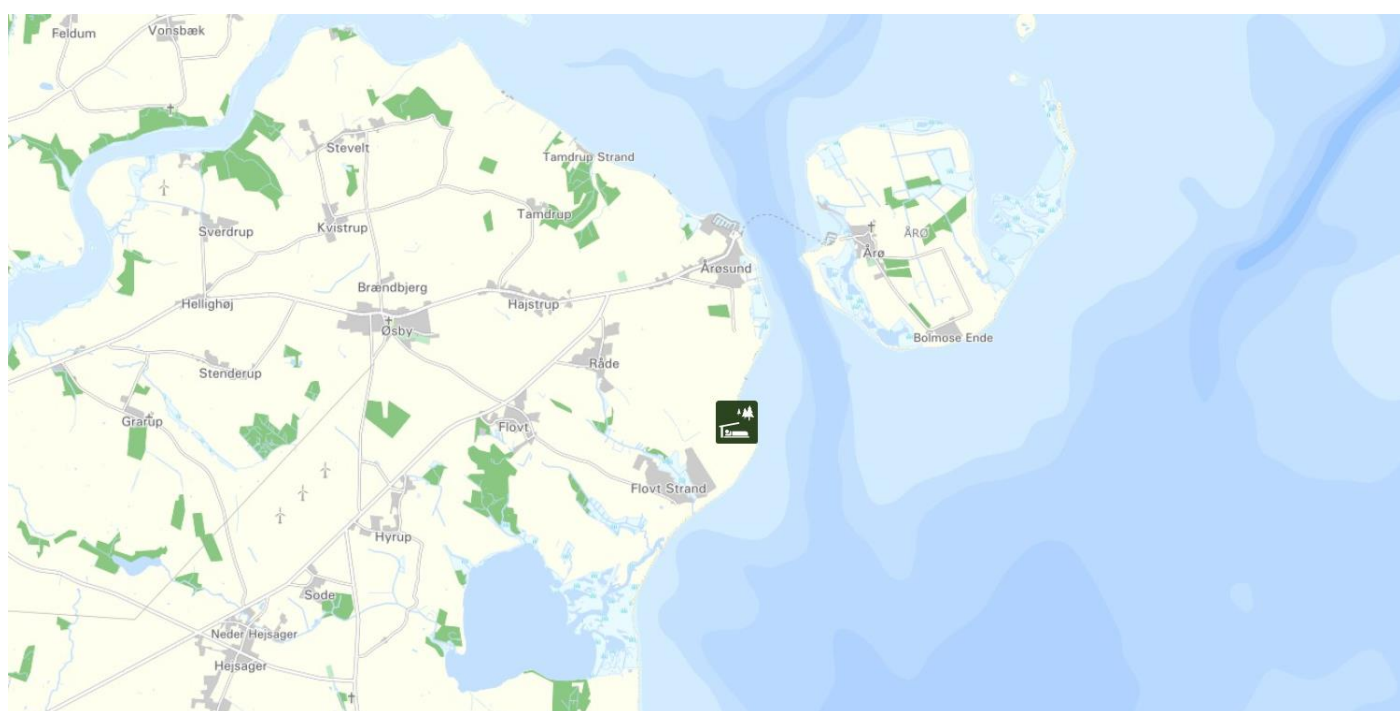 Feldum
Vonsbæk
Stevelt
Tamdrup Strand
Tamdrup
Kvistrup
Sverdrup
ÅRØ
Årø
Årøsund
Brændbjerg
Hellighøj
Hajstrup
Øsby
Bolmose Ende
Råde
Stenderup
Grarup
Flovt
Flovt Strand
Hyrup
Sode
Neder Hejsager
Hejsager